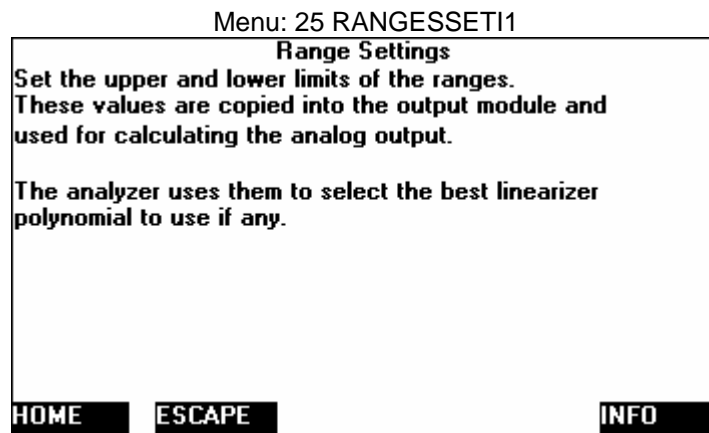 Menu: 25 RANGESSETI1
Range Settings
Set the upper and lower limits of the ranges.
These values are copied into the output module and
used for calculating the analog output.
The analyzer uses them to select the best linearizer
polynomial to use if any.
HOME ESCAPE INFO